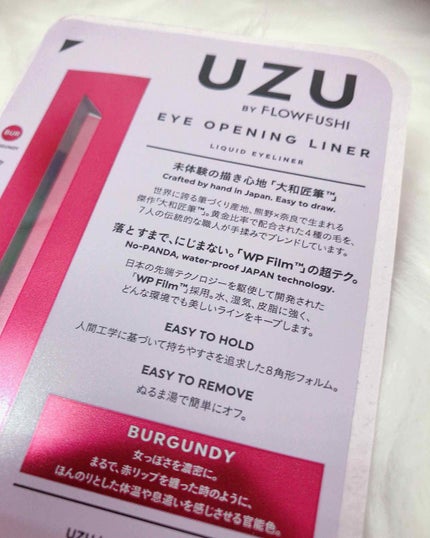 UZU
BY FLOWFUSHI
EYE OPENING LINER
LIQUID EYELINER
未体験の描き心地「大和匠筆™」
Crafted by hand in Japan. Easy to draw.
世界に誇る筆づくり産地、熊野×奈良で生まれる
傑作「大和匠筆™」。黄金比率で配合された4種の毛を、
7人の伝統的な職人が手揉みでブレンドしています。
落とすまで、にじまない。「WP Film™」の超テク。
No-PANDA, water-proof JAPAN technology.
日本の先端テクノロジーを駆使して開発された
「WP Film™」採用。水、湿気、皮脂に強く、
どんな環境でも美しいラインをキープします。
EASY TO HOLD
人間工学に基づいて持ちやすさを追求した8角形フォルム。
EASY TO REMOVE
ぬるま湯で簡単にオフ。
BUR
BURGUNDY
女っぽさを濃密に。
まるで、赤リップを纏った時のように、
ほんのりとした体温や息遣いを感じさせる官能色。